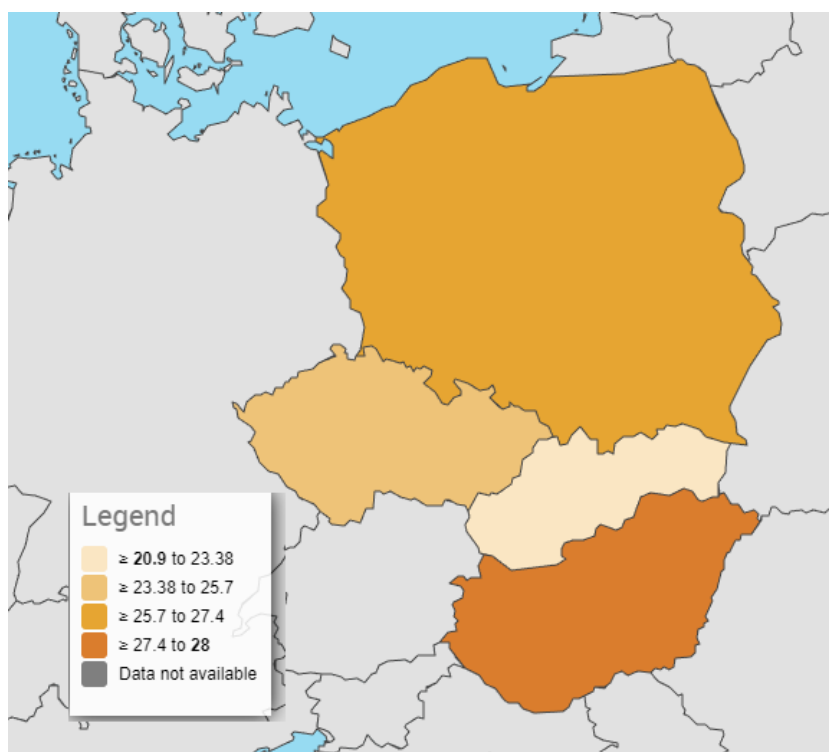 Legend
≥ 20.9 to 23.38
≥ 23.38 to 25.7
≥ 25.7 to 27.4
≥ 27.4 to 28
Data not available